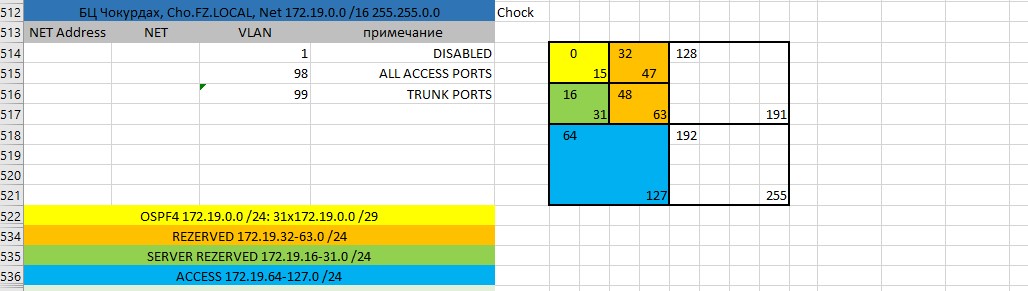 512 БЦ Чокурдах, Cho.FZ.LOCAL, Net 172.19.0.0 /16 255.255.0.0 Chock
513 NET Address NET VLAN примечание
514 1 DISABLED 0 32 128
515 98 ALL ACCESS PORTS 15 47
516 99 TRUNK PORTS 16 48
517 31 63 191
518 64 192
519
520
521 127 255
522 OSPF4 172.19.0.0 /24: 31x172.19.0.0 /29
534 REZERVED 172.19.32-63.0 /24
535 SERVER REZERVED 172.19.16-31.0 /24
536 ACCESS 172.19.64-127.0 /24